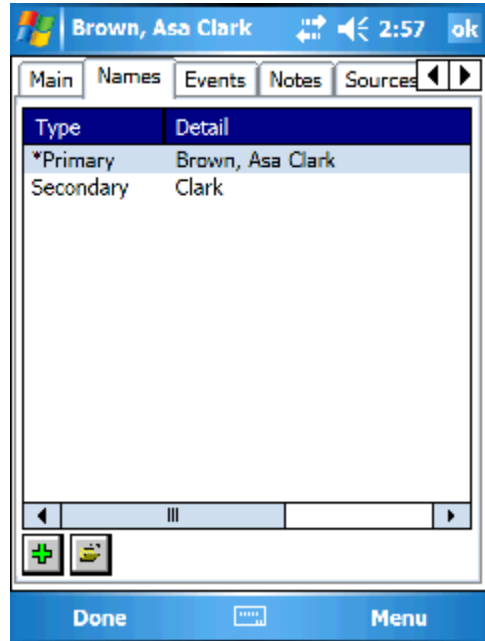 Brown, Asa Clark 2:57 ok
Main Names Events Notes Sources
Type Detail
*Primary Brown, Asa Clark
Secondary Clark
Done Menu